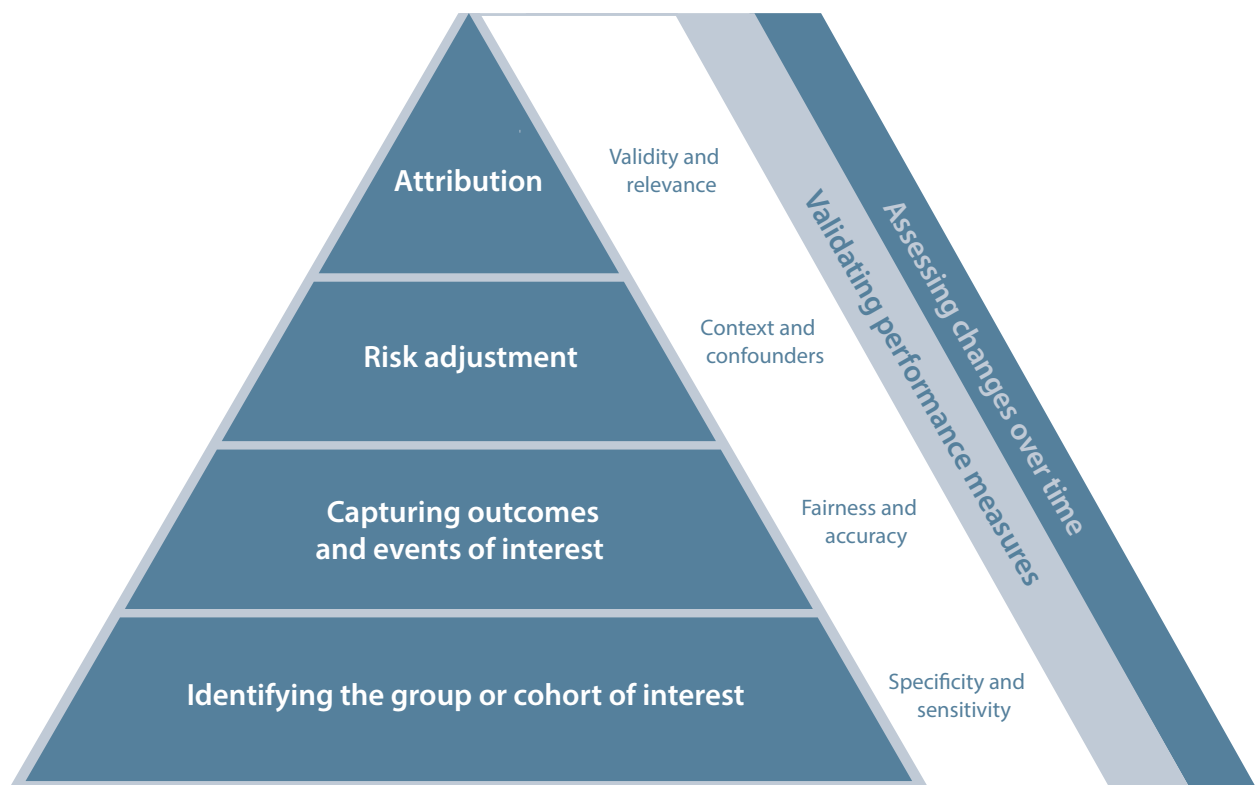 Attribution
Validity and
relevance
Risk adjustment
Context and
confounders
Capturing outcomes
and events of interest
Fairness and
accuracy
Identifying the group or cohort of interest
Specificity and
sensitivity
Validating performance measures
Assessing changes over time